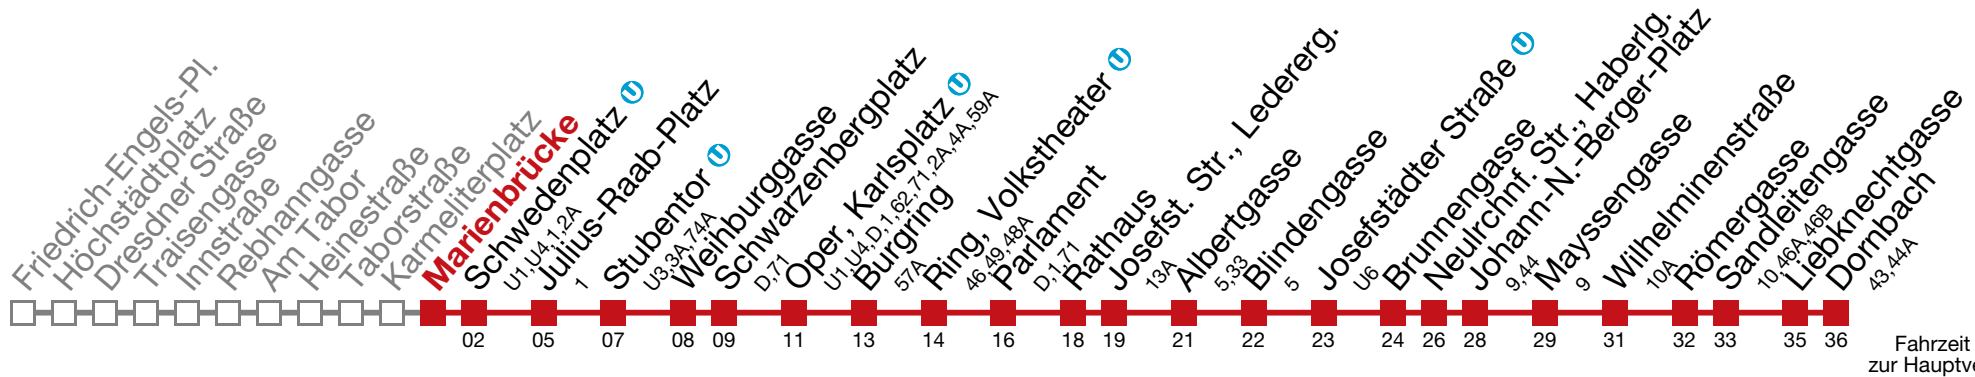 Friedrich-Engels-Pl.
Höchstädtplatz
Dresdner Straße
Traisengasse
Innstraße
Rebhanngasse
Am Tabor
Heinestraße
Taborstraße
Karmeliterplatz
Marienbrücke
Schwedenplatz U
U1,U4,1,2A
Julius-Raab-Platz
1
Stubentor U
U3,3A,74A
Weihburggasse
Schwarzenbergplatz
D,71
Oper, Karlsplatz U
U1,U4,D,1,62,71,2A,4A,59A
Burgring
57A
Ring, Volkstheater U
46,49,48A
Parlament
D,1,71
Rathaus
Josefst. Str., Ledererg.
13A
Albertgasse
5,33
Blindengasse
5
Josefstädter Straße U
U6
Brunnengasse
Neulrchnf. Str., Haberlg.
Johann-N.-Berger-Platz
9,44
Mayssengasse
9
Wilhelminenstraße
10A
Römergasse
Sandleitengasse
10,46A,46B
Liebknechtgasse
Dornbach
43,44A
02 05 07 08 09 11 13 14 16 18 19 21 22 23 24 26 28 29 31 32 33 35 36
Fahrzeit
zur Hauptve